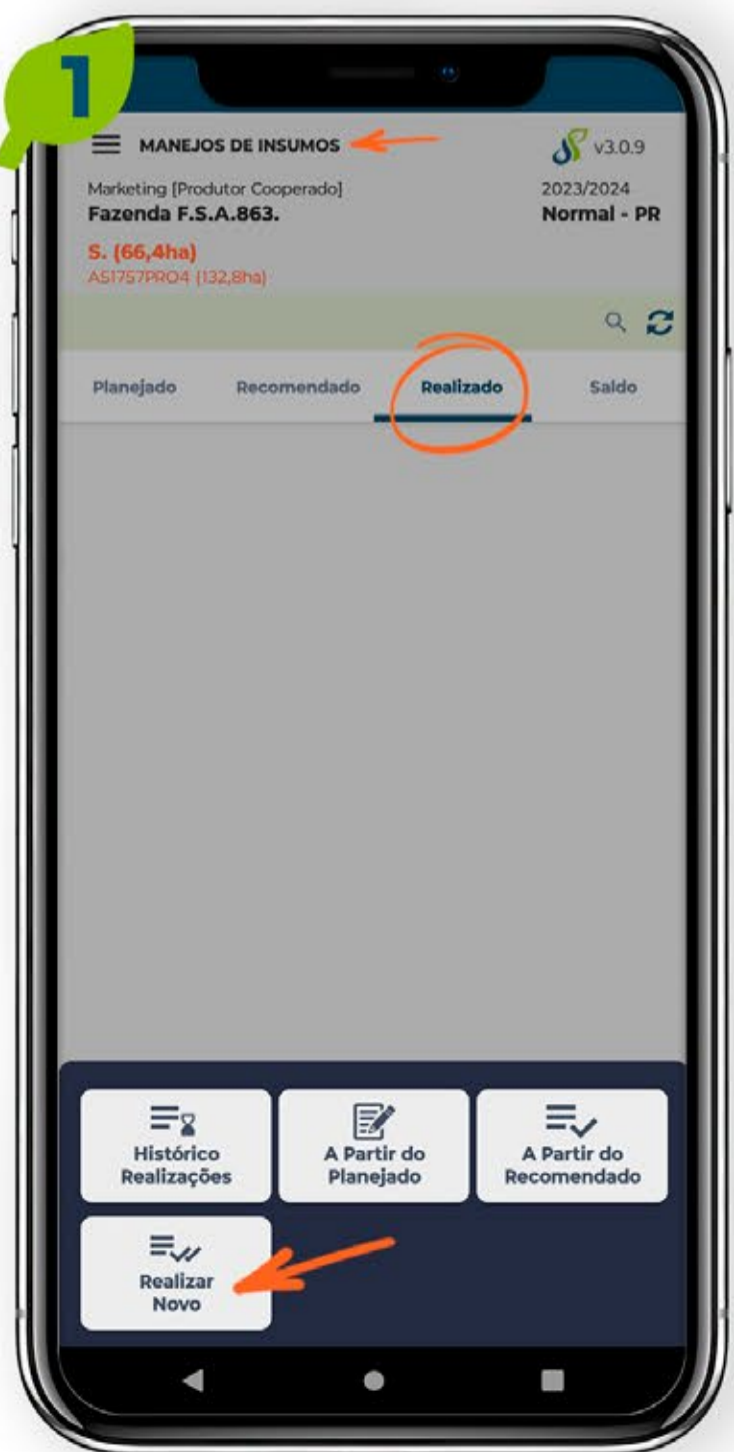 1
MANEJOS DE INSUMOS
v3.0.9
Marketing [Produtor Cooperado]
2023/2024
Fazenda F.S.A.863.
Normal - PR
S. (66,4ha)
AS1757PRO4 (132,8ha)
Planejado Recomendado Realizado Saldo
Histórico
Realizações
A Partir do
Planejado
A Partir do
Recomendado
Realizar
Novo